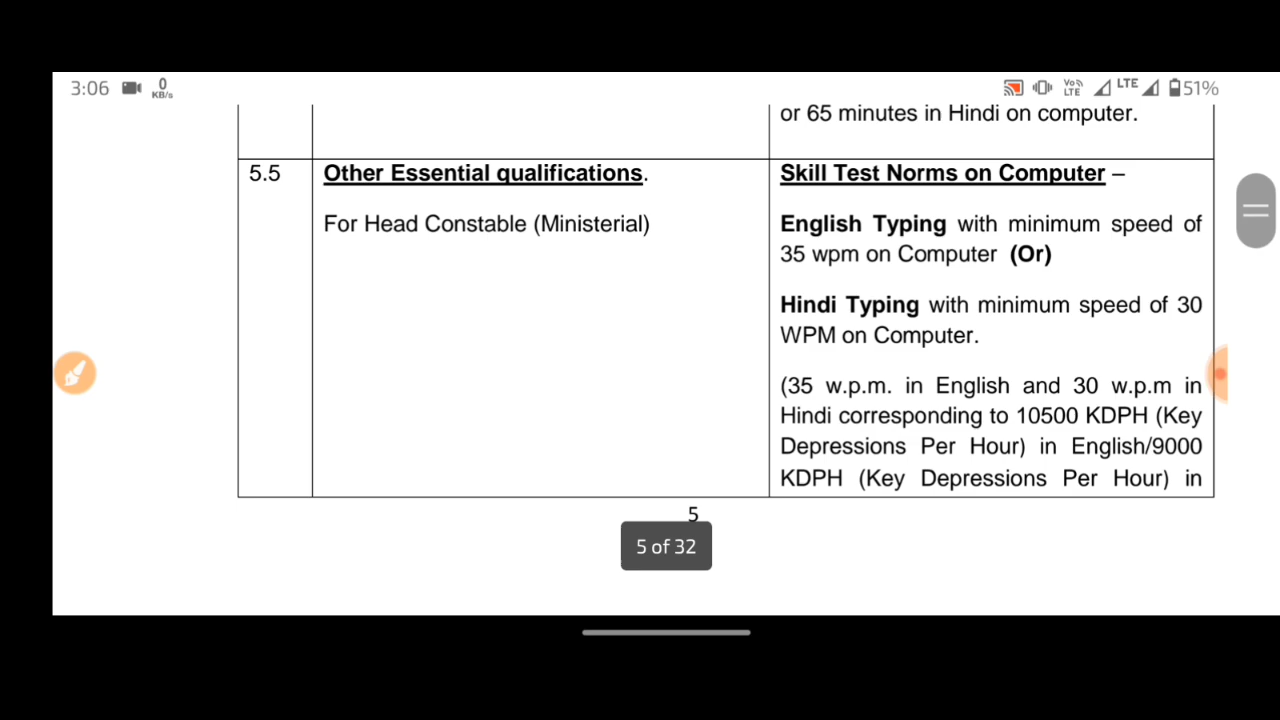 3:06 0 KB/s Vo)) LTE LTE 51%
or 65 minutes in Hindi on computer.
5.5 Other Essential qualifications. Skill Test Norms on Computer –
For Head Constable (Ministerial) English Typing with minimum speed of
35 wpm on Computer (Or)
Hindi Typing with minimum speed of 30
WPM on Computer.
(35 w.p.m. in English and 30 w.p.m in
Hindi corresponding to 10500 KDPH (Key
Depressions Per Hour) in English/9000
KDPH (Key Depressions Per Hour) in
5
5 of 32